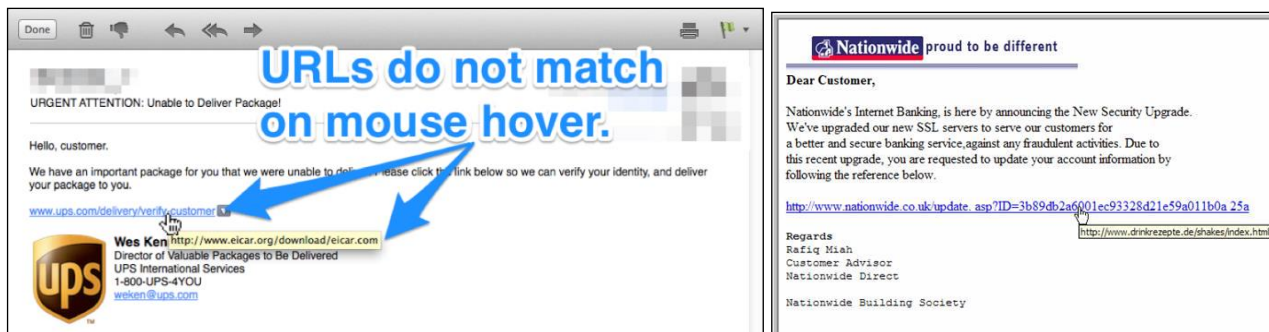 Done
URLs do not match
on mouse hover.
URGENT ATTENTION: Unable to Deliver Package!
Hello, customer.
We have an important package for you that we were unable to deliver. Please click the link below so we can verify your identity, and deliver
your package to you.
www.ups.com/delivery/verify-customer
http://www.eicar.org/download/eicar.com
Wes Ken
Director of Valuable Packages to Be Delivered
UPS International Services
1-800-UPS-4YOU
weken@ups.com
ups
TM
Nationwide proud to be different
Dear Customer,
Nationwide's Internet Banking, is here by announcing the New Security Upgrade.
We've upgraded our new SSL servers to serve our customers for
a better and secure banking service,against any fraudulent activities. Due to
this recent upgrade, you are requested to update your account information by
following the reference below.
http://www.nationwide.co.uk/update. asp?ID=3b89db2a6001ec93328d21e59a011b0a 25a
http://www.drinkrezepte.de/shakes/index.html
Regards
Rafiq Miah
Customer Advisor
Nationwide Direct
Nationwide Building Society